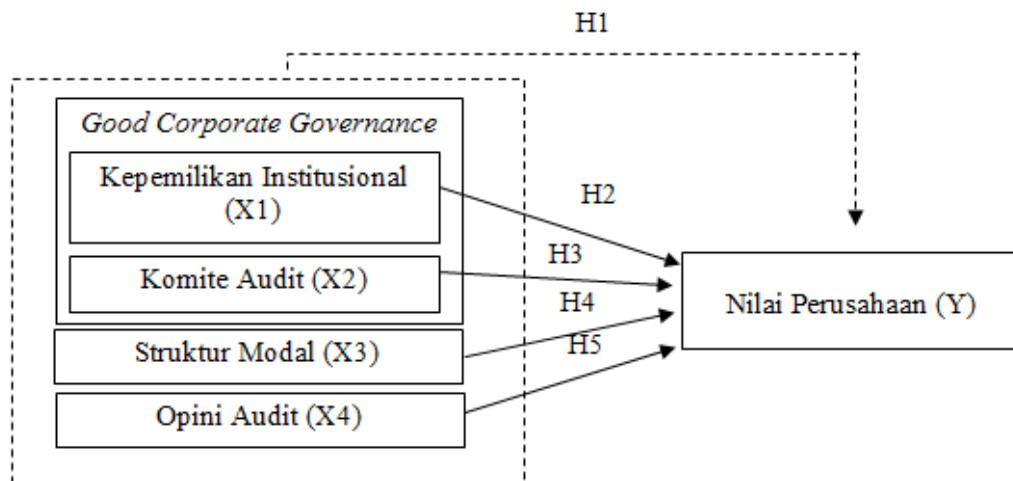 H1
Good Corporate Governance
Kepemilikan Institusional
(X1)
H2
Komite Audit (X2)
H3
Nilai Perusahaan (Y)
H4
Struktur Modal (X3)
H5
Opini Audit (X4)